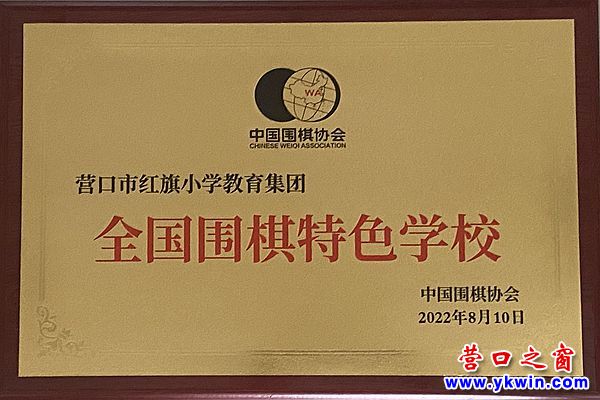 WA
中国围棋协会
CHINESE WEIQI ASSOCIATION
营口市红旗小学教育集团
全国围棋特色学校
中国围棋协会
2022年8月10日
营口之窗
www.ykwin.com